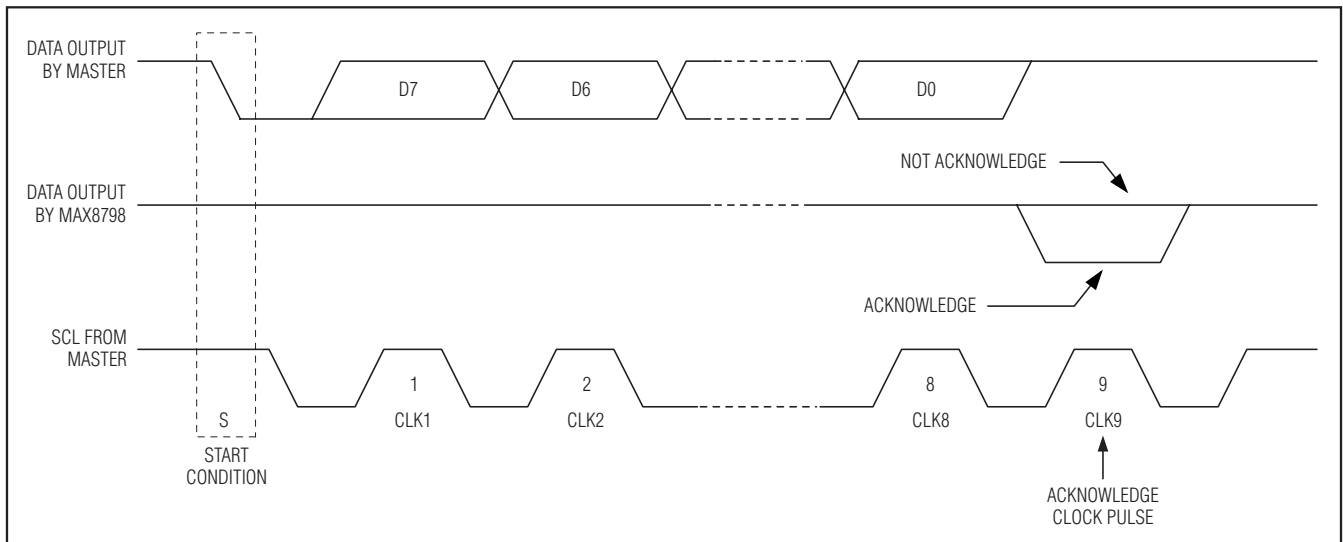 DATA OUTPUT
BY MASTER
D7
D6
D0
NOT ACKNOWLEDGE
DATA OUTPUT
BY MAX8798
ACKNOWLEDGE
SCL FROM
MASTER
1
2
8
9
S
CLK1
CLK2
CLK8
CLK9
START
CONDITION
ACKNOWLEDGE
CLOCK PULSE